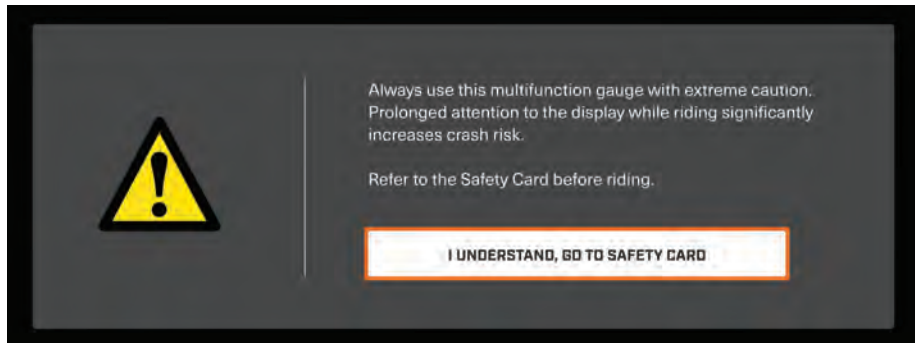 Always use this multifunction gauge with extreme caution.
Prolonged attention to the display while riding significantly
increases crash risk.
Refer to the Safety Card before riding.
I UNDERSTAND, GO TO SAFETY CARD